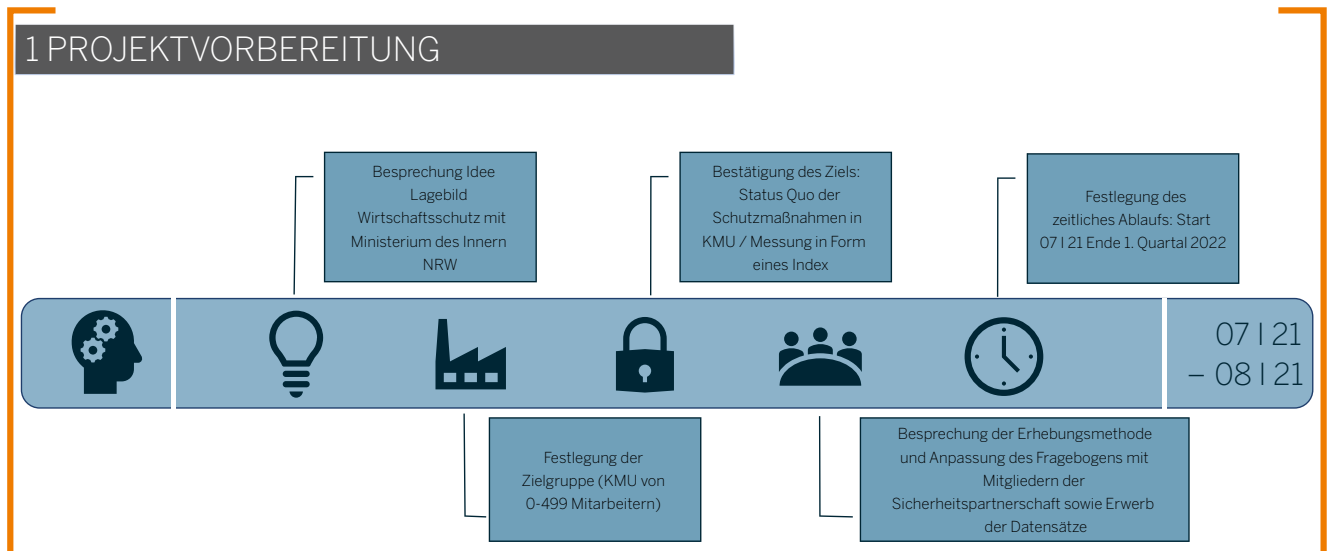 1 PROJEKTVORBEREITUNG
Besprechung Idee
Lagebild
Wirtschaftsschutz mit
Ministerium des Innern
NRW
Bestätigung des Ziels:
Status Quo der
Schutzmaßnahmen in
KMU / Messung in Form
eines Index
Festlegung des
zeitliches Ablaufs: Start
07 I 21 Ende 1. Quartal 2022
07 I 21
– 08 I 21
Festlegung der
Zielgruppe (KMU von
0-499 Mitarbeitern)
Besprechung der Erhebungsmethode
und Anpassung des Fragebogens mit
Mitgliedern der
Sicherheitspartnerschaft sowie Erwerb
der Datensätze